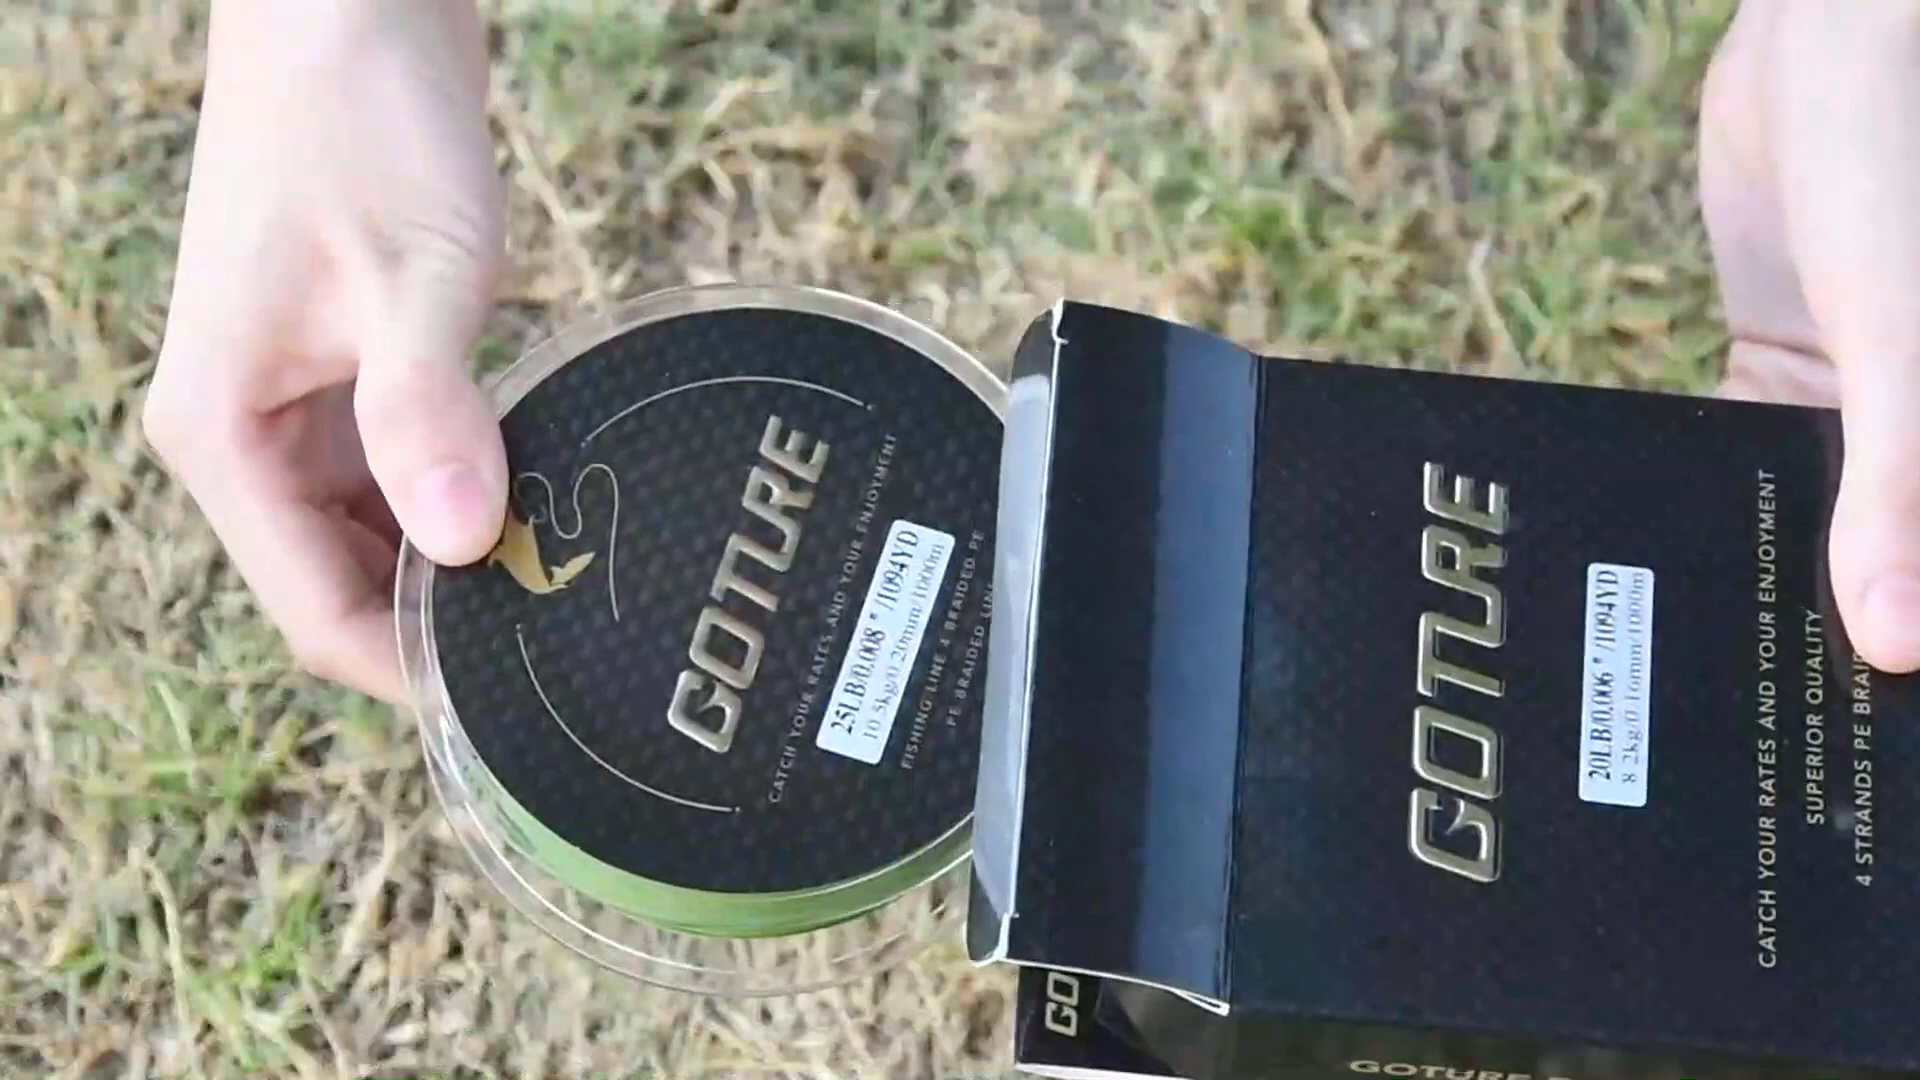 GOTURE
CATCH YOUR RATES AND YOUR ENJOYMENT
25LB/0.008"/1094YD
10.5kg/0.20mm/1000m
FISHING LINE 4 BRAIDED PE
PE BRAIDED LINE
GOTURE
20LB/0.006"/1094YD
8.2kg/0.16mm/1000m
CATCH YOUR RATES AND YOUR ENJOYMENT
SUPERIOR QUALITY
4 STRANDS PE
GO
GOTURE